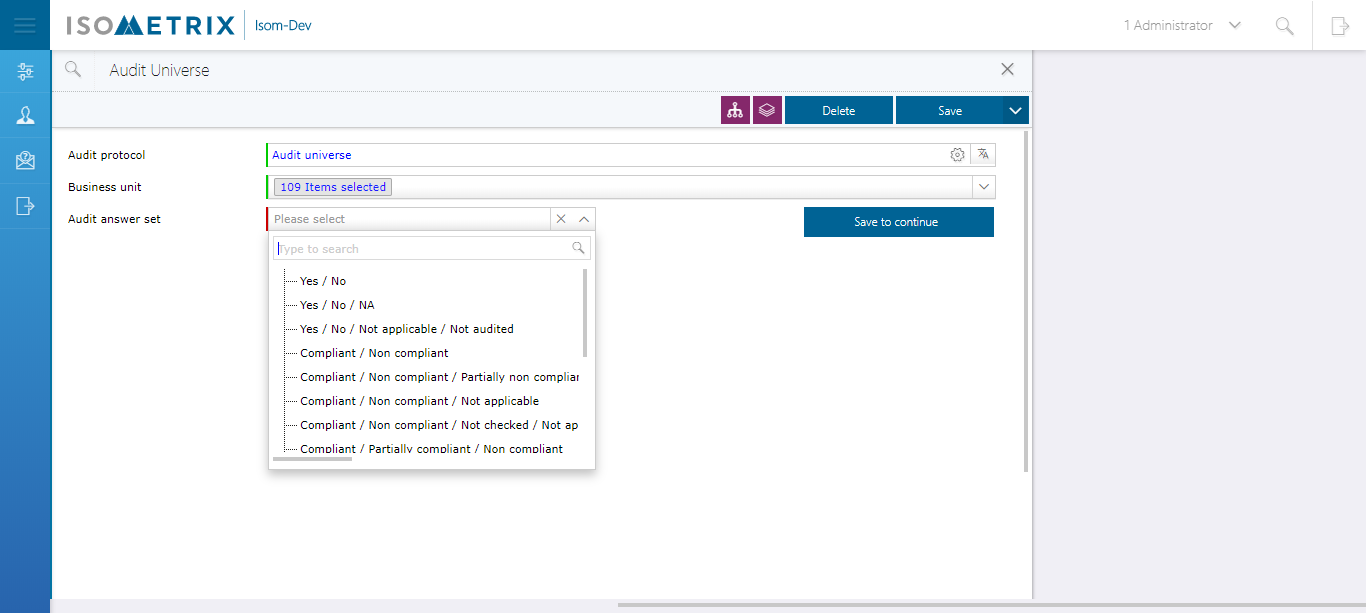 ISOMETRIX Isom-Dev 1 Administrator
Audit Universe
Delete Save
Audit protocol Audit universe
Business unit 109 Items selected
Audit answer set Please select Save to continue
Type to search
Yes / No
Yes / No / NA
Yes / No / Not applicable / Not audited
Compliant / Non compliant
Compliant / Non compliant / Partially non complian
Compliant / Non compliant / Not applicable
Compliant / Non compliant / Not checked / Not ap
Compliant / Partially compliant / Non compliant